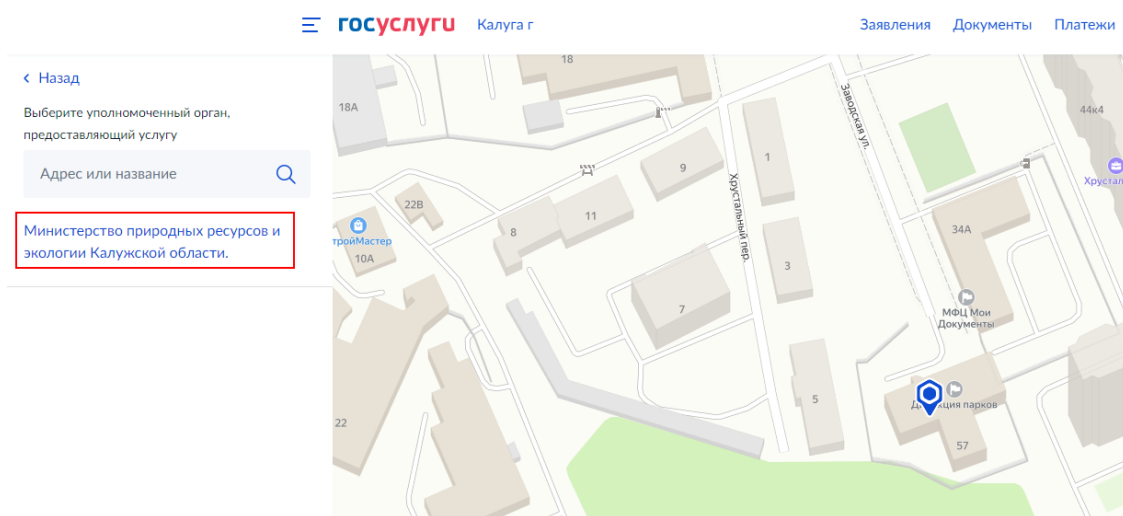 госуслуги
Калуга г
Заявления
Документы
Платежи
Назад
Выберите уполномоченный орган,
предоставляющий услугу
Адрес или название
Министерство природных ресурсов и
экологии Калужской области.
18
18А
Заводская ул.
44к4
9
1
Хрустальный пер.
22В
11
8
тройМастер
10А
34А
3
7
МФЦ Мои
Документы
5
парков
22
57